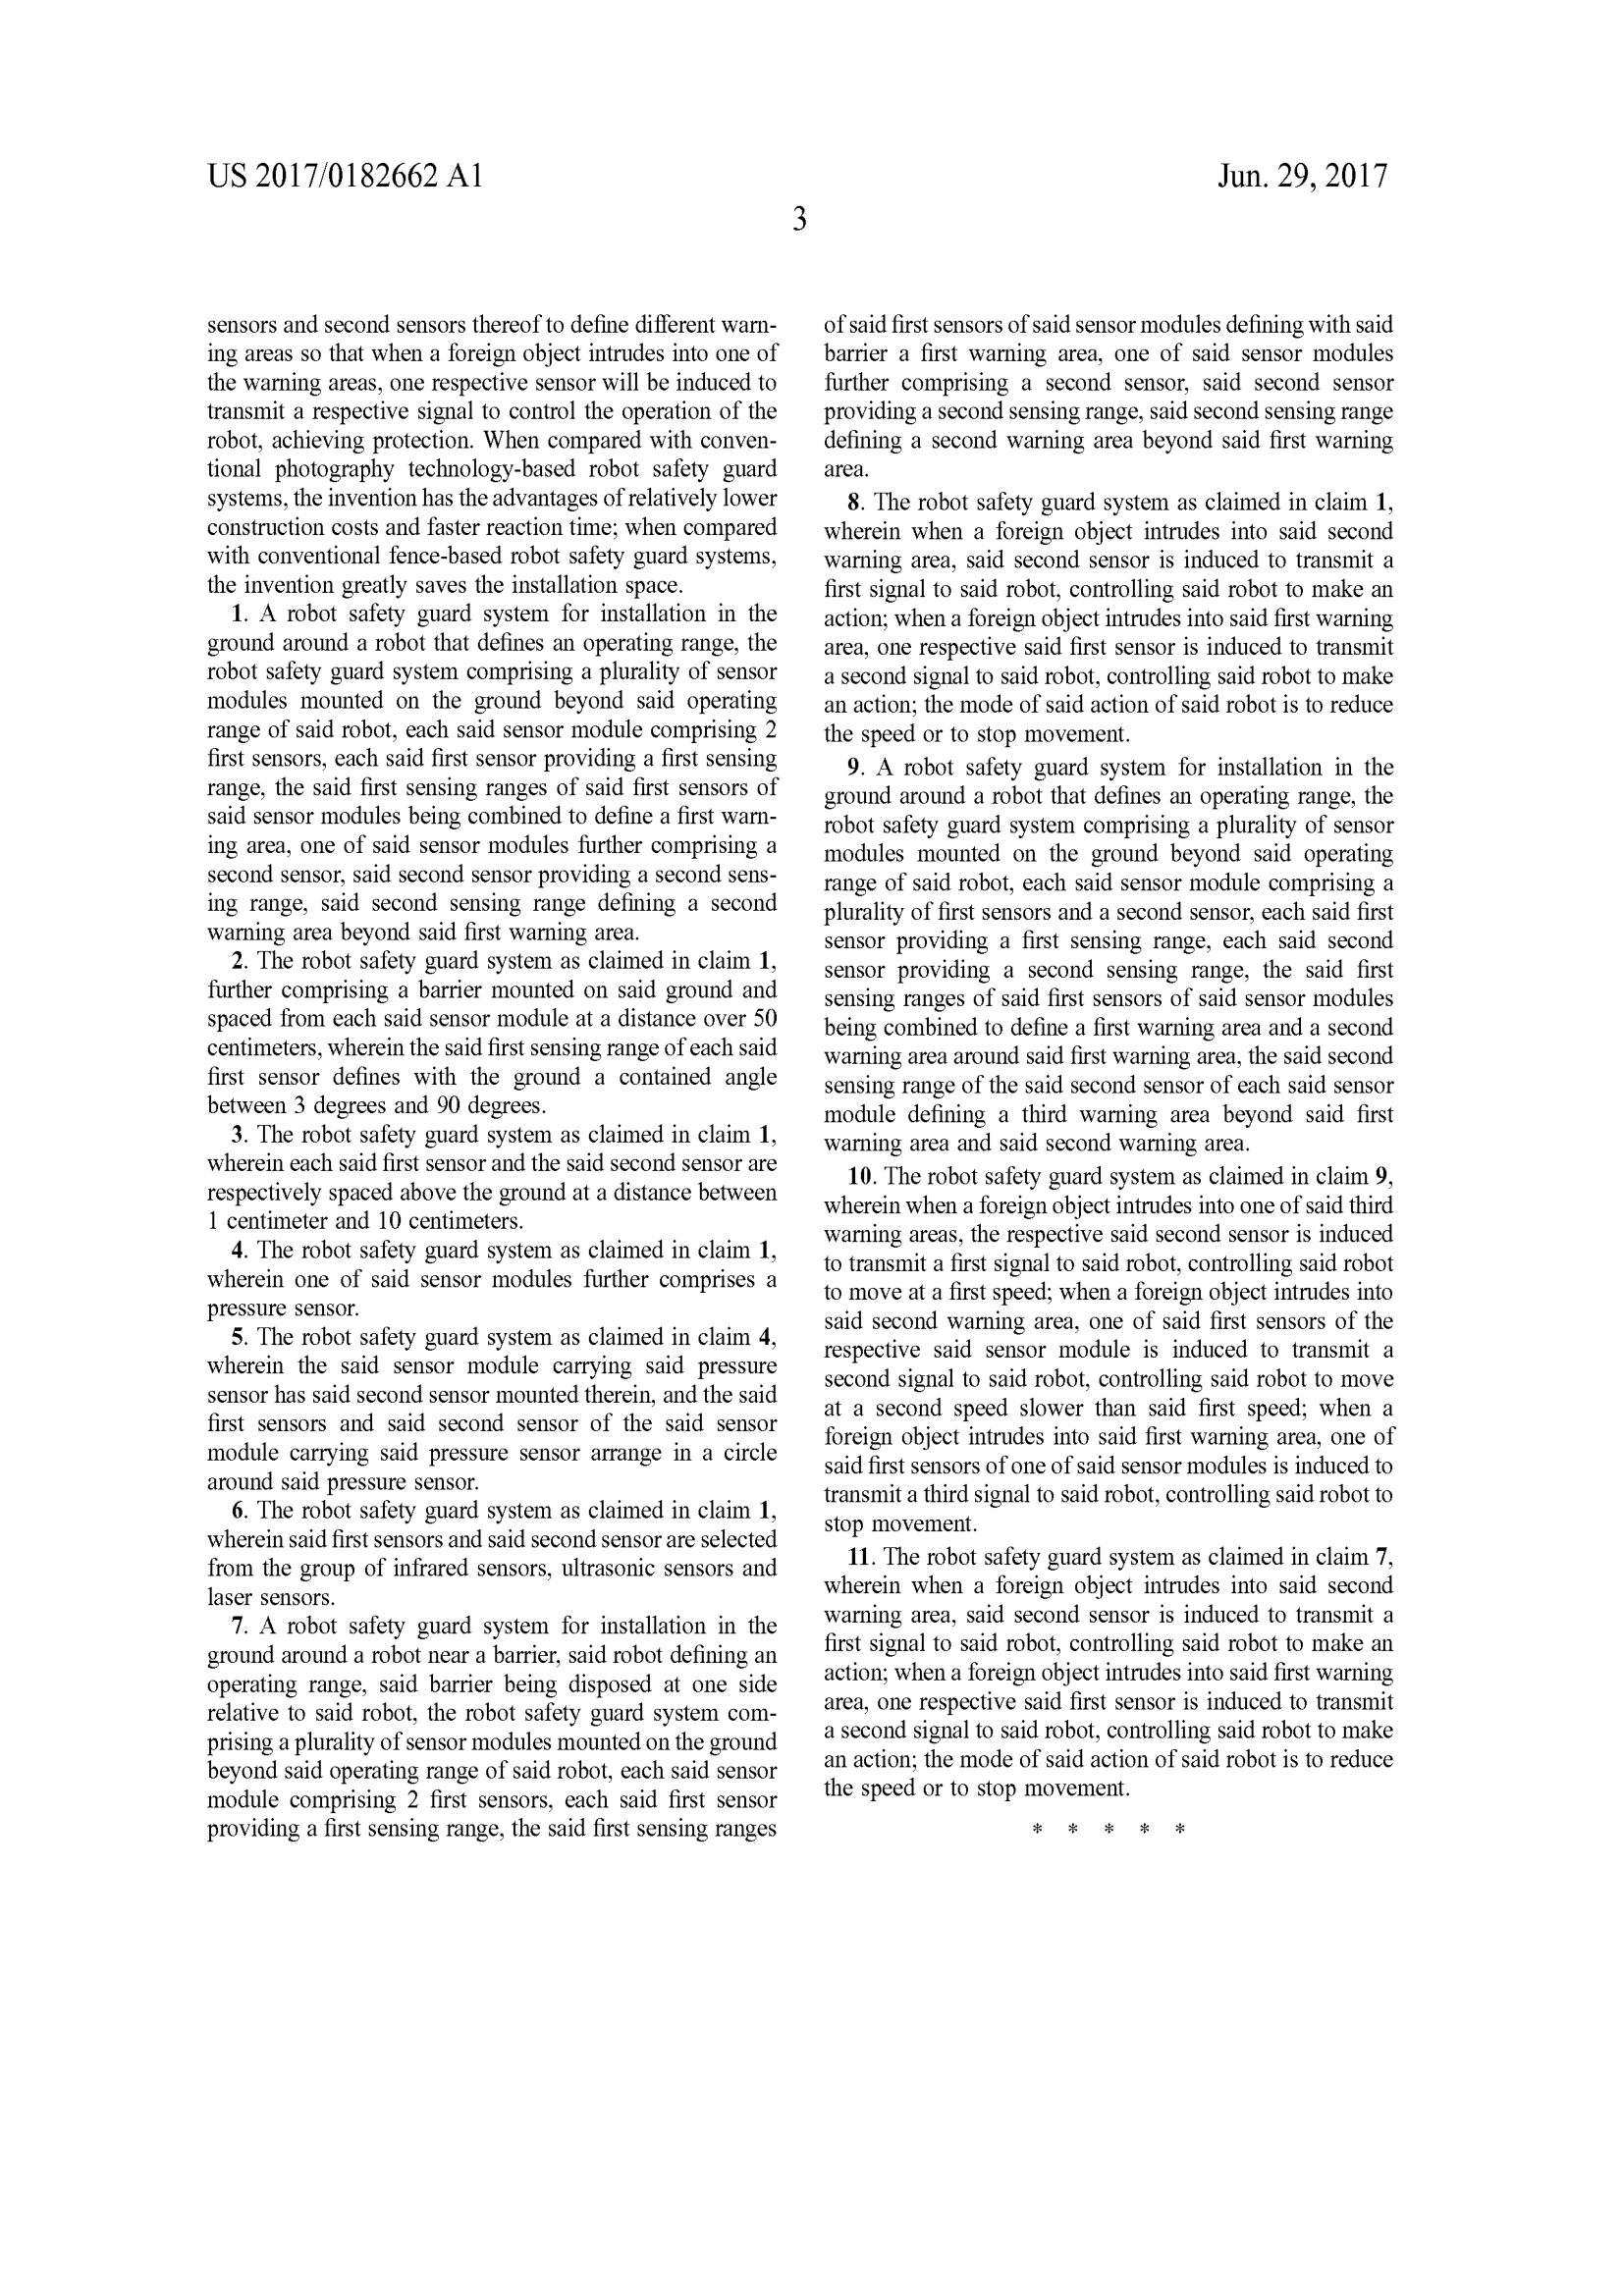 US 2017/0182662 A1
Jun. 29, 2017
3
sensors and second sensors thereof to define different warn-
ing areas so that when a foreign object intrudes into one of
the warning areas, one respective sensor will be induced to
transmit a respective signal to control the operation of the
robot, achieving protection. When compared with conven-
tional photography technology-based robot safety guard
systems, the invention has the advantages of relatively lower
construction costs and faster reaction time; when compared
with conventional fence-based robot safety guard systems,
the invention greatly saves the installation space.
1. A robot safety guard system for installation in the
ground around a robot that defines an operating range, the
robot safety guard system comprising a plurality of sensor
modules mounted on the ground beyond said operating
range of said robot, each said sensor module comprising 2
first sensors, each said first sensor providing a first sensing
range, the said first sensing ranges of said first sensors of
said sensor modules being combined to define a first warn-
ing area, one of said sensor modules further comprising a
second sensor, said second sensor providing a second sens-
ing range, said second sensing range defining a second
warning area beyond said first warning area.
2. The robot safety guard system as claimed in claim 1,
further comprising a barrier mounted on said ground and
spaced from each said sensor module at a distance over 50
centimeters, wherein the said first sensing range of each said
first sensor defines with the ground a contained angle
between 3 degrees and 90 degrees.
3. The robot safety guard system as claimed in claim 1,
wherein each said first sensor and the said second sensor are
respectively spaced above the ground at a distance between
1 centimeter and 10 centimeters.
4. The robot safety guard system as claimed in claim 1,
wherein one of said sensor modules further comprises a
pressure sensor.
5. The robot safety guard system as claimed in claim 4,
wherein the said sensor module carrying said pressure
sensor has said second sensor mounted therein, and the said
first sensors and said second sensor of the said sensor
module carrying said pressure sensor arrange in a circle
around said pressure sensor.
6. The robot safety guard system as claimed in claim 1,
wherein said first sensors and said second sensor are selected
from the group of infrared sensors, ultrasonic sensors and
laser sensors.
7. A robot safety guard system for installation in the
ground around a robot near a barrier, said robot defining an
operating range, said barrier being disposed at one side
relative to said robot, the robot safety guard system com-
prising a plurality of sensor modules mounted on the ground
beyond said operating range of said robot, each said sensor
module comprising 2 first sensors, each said first sensor
providing a first sensing range, the said first sensing ranges
of said first sensors of said sensor modules defining with said
barrier a first warning area, one of said sensor modules
further comprising a second sensor, said second sensor
providing a second sensing range, said second sensing range
defining a second warning area beyond said first warning
area.
8. The robot safety guard system as claimed in claim 1,
wherein when a foreign object intrudes into said second
warning area, said second sensor is induced to transmit a
first signal to said robot, controlling said robot to make an
action; when a foreign object intrudes into said first warning
area, one respective said first sensor is induced to transmit
a second signal to said robot, controlling said robot to make
an action; the mode of said action of said robot is to reduce
the speed or to stop movement.
9. A robot safety guard system for installation in the
ground around a robot that defines an operating range, the
robot safety guard system comprising a plurality of sensor
modules mounted on the ground beyond said operating
range of said robot, each said sensor module comprising a
plurality of first sensors and a second sensor, each said first
sensor providing a first sensing range, each said second
sensor providing a second sensing range, the said first
sensing ranges of said first sensors of said sensor modules
being combined to define a first warning area and a second
warning area around said first warning area, the said second
sensing range of the said second sensor of each said sensor
module defining a third warning area beyond said first
warning area and said second warning area.
10. The robot safety guard system as claimed in claim 9,
wherein when a foreign object intrudes into one of said third
warning areas, the respective said second sensor is induced
to transmit a first signal to said robot, controlling said robot
to move at a first speed; when a foreign object intrudes into
said second warning area, one of said first sensors of the
respective said sensor module is induced to transmit a
second signal to said robot, controlling said robot to move
at a second speed slower than said first speed; when a
foreign object intrudes into said first warning area, one of
said first sensors of one of said sensor modules is induced to
transmit a third signal to said robot, controlling said robot to
stop movement.
11. The robot safety guard system as claimed in claim 7,
wherein when a foreign object intrudes into said second
warning area, said second sensor is induced to transmit a
first signal to said robot, controlling said robot to make an
action; when a foreign object intrudes into said first warning
area, one respective said first sensor is induced to transmit
a second signal to said robot, controlling said robot to make
an action; the mode of said action of said robot is to reduce
the speed or to stop movement.
* * * * *